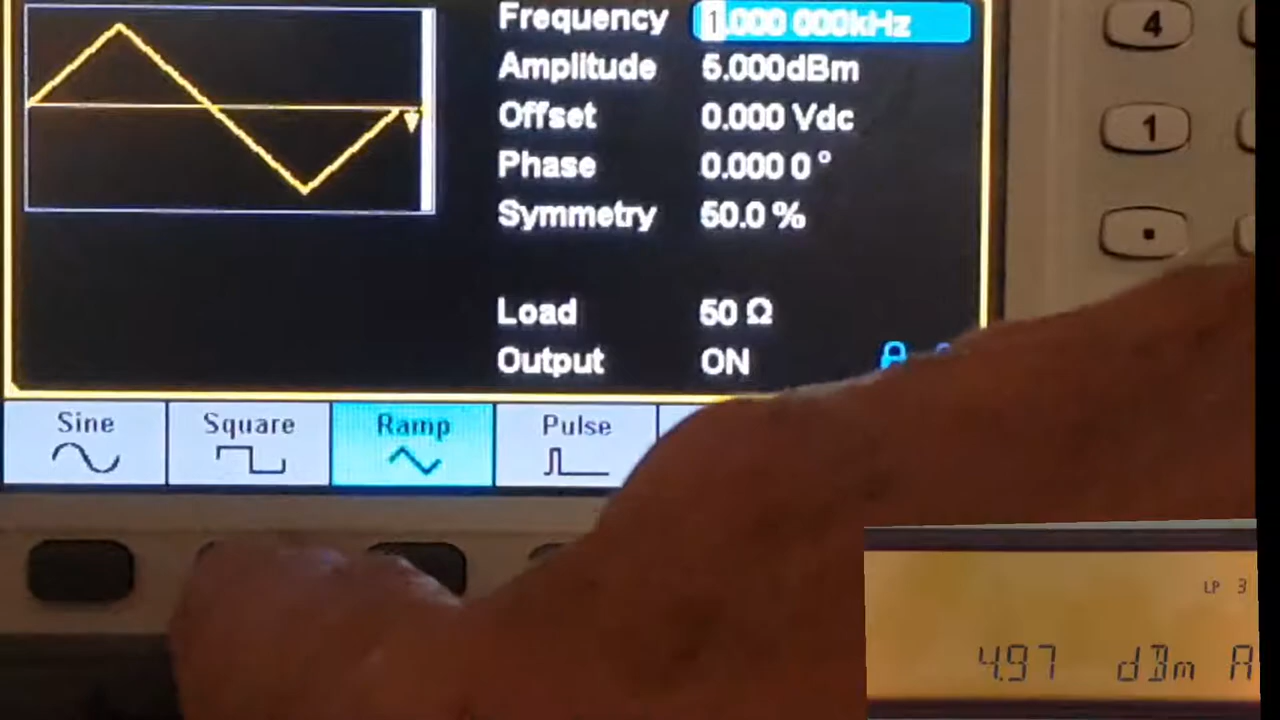 Frequency 1.000 000kHz
Amplitude 5.000dBm
Offset 0.000 Vdc
Phase 0.000 0 °
Symmetry 50.0 %
Load 50 Ω
Output ON
Sine Square Ramp Pulse
4
1
.
LP 3
4.97 dBm A